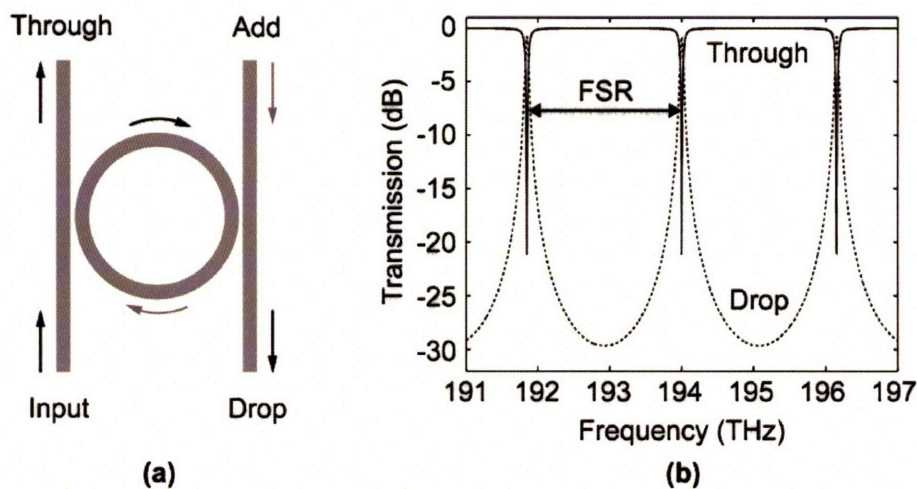 Through Add
Input Drop
(a)
0
-5
-10
-15
-20
-25
-30
Transmission (dB)
Through
FSR
Drop
191 192 193 194 195 196 197
Frequency (THz)
(b)